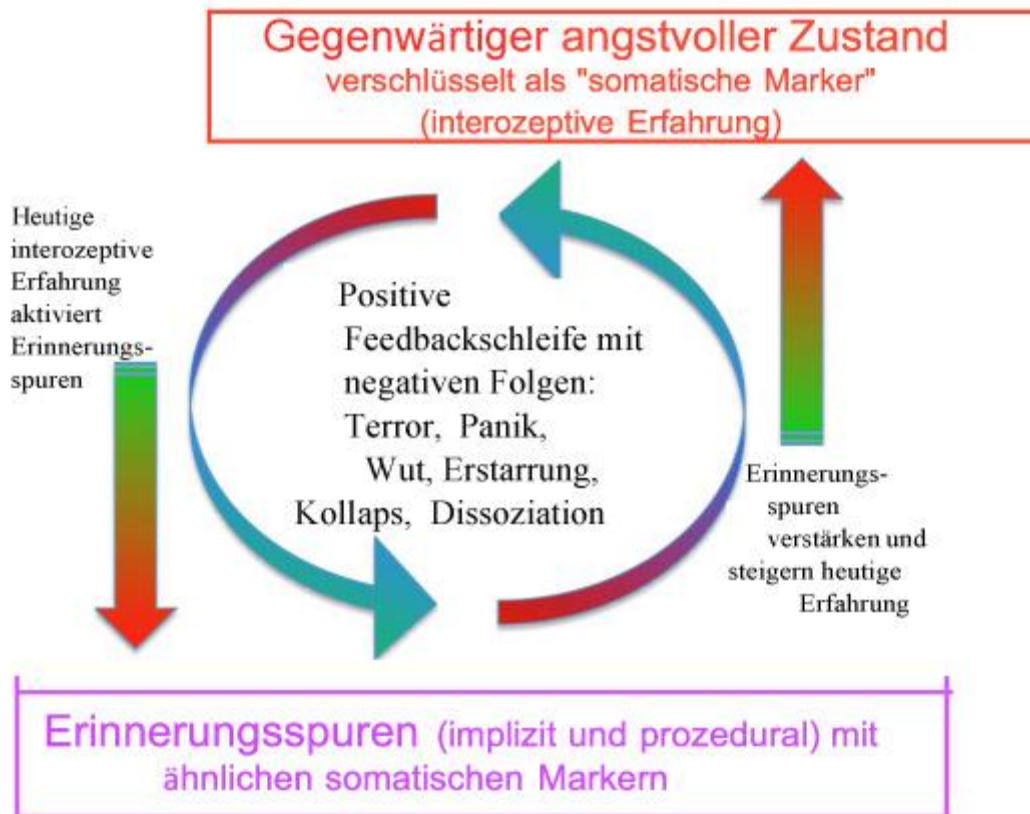 Gegenwärtiger angstvoller Zustand
verschlüsselt als "somatische Marker"
(interozeptive Erfahrung)
Heutige
interozeptive
Erfahrung
aktiviert
Erinnerungs-
spuren
Positive
Feedbackschleife mit
negativen Folgen:
Terror, Panik,
Wut, Erstarrung,
Kollaps, Dissoziation
Erinnerungs-
spuren
verstärken und
steigern heutige
Erfahrung
Erinnerungsspuren (implizit und prozedural) mit
ähnlichen somatischen Markern